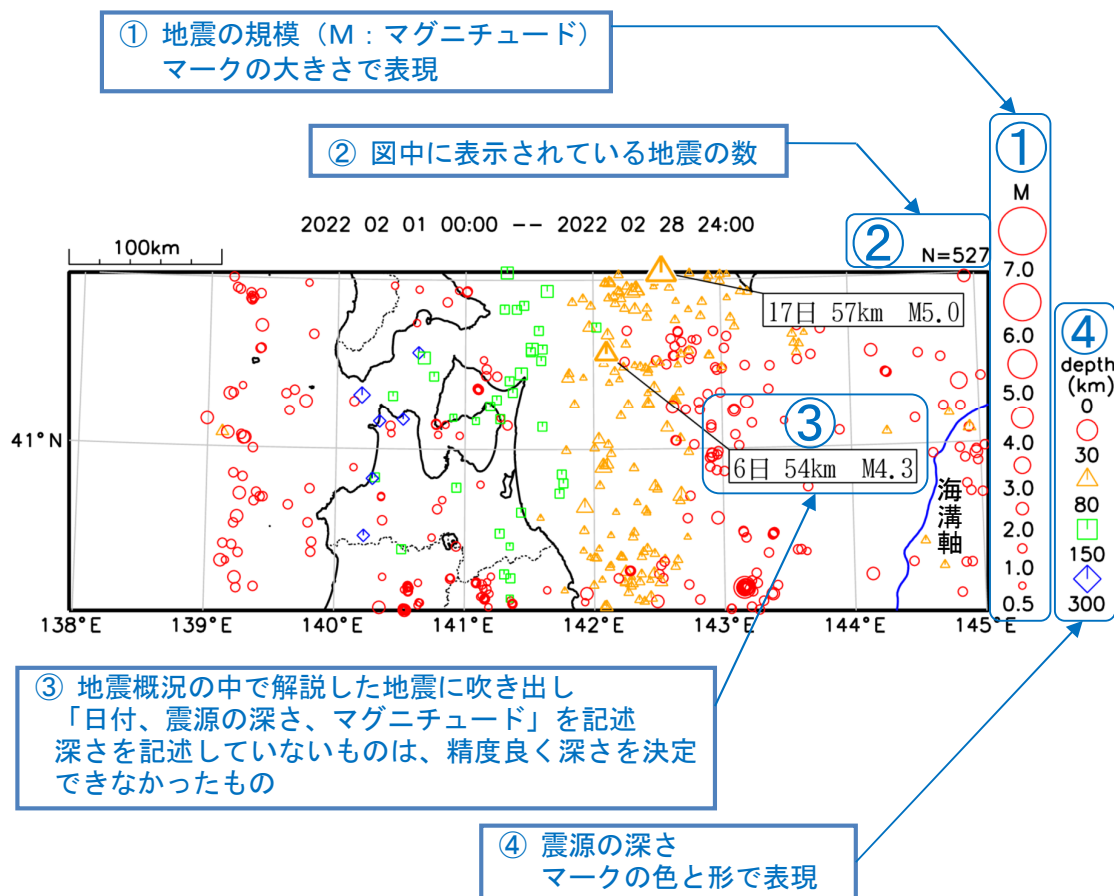 ① 地震の規模（M：マグニチュード）
マークの大きさで表現
② 図中に表示されている地震の数
①
M
7.0
6.0
5.0
4.0
3.0
2.0
1.0
0.5
2022 02 01 00:00 -- 2022 02 28 24:00
②
N=527
100km
17日 57km M5.0
③
6日 54km M4.3
41°N
海溝軸
138°E
139°E
140°E
141°E
142°E
143°E
144°E
145°E
④
depth
(km)
0
30
80
150
300
③ 地震概況の中で解説した地震に吹き出し
「日付、震源の深さ、マグニチュード」を記述
深さを記述していないものは、精度良く深さを決定
できなかったもの
④ 震源の深さ
マークの色と形で表現